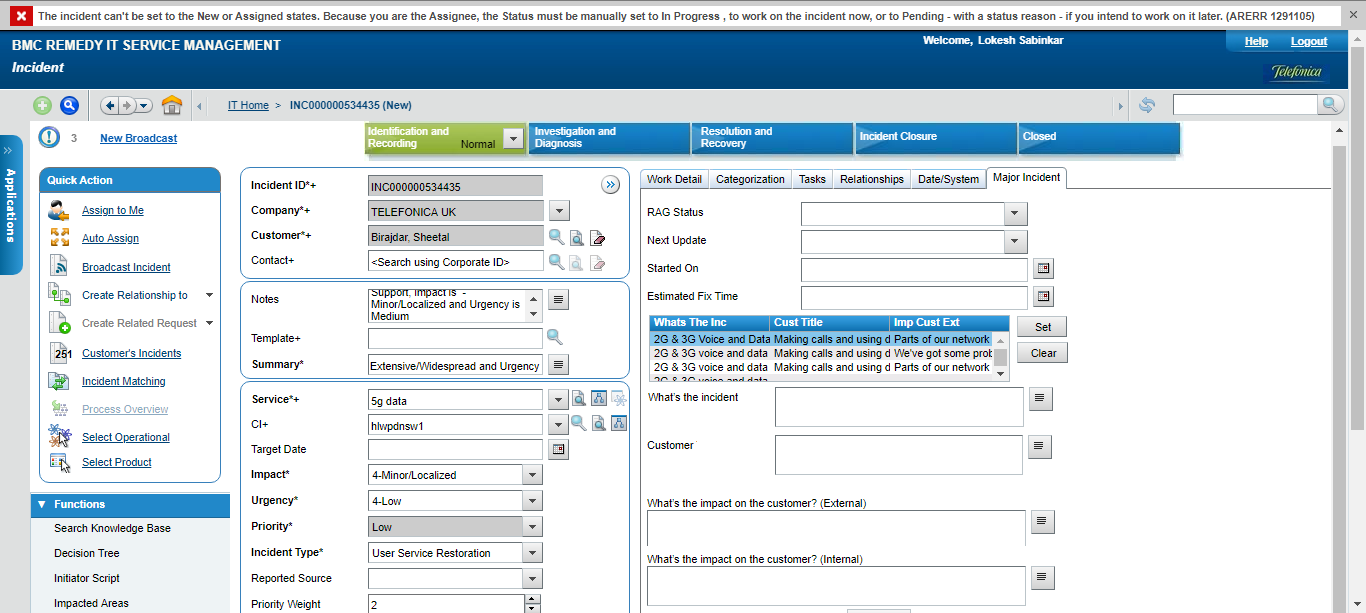 The incident can't be set to the New or Assigned states. Because you are the Assignee, the Status must be manually set to In Progress , to work on the incident now, or to Pending - with a status reason - if you intend to work on it later. (ARERR 1291105)
BMC REMEDY IT SERVICE MANAGEMENT
Welcome, Lokesh Sabinkar
Help
Logout
Incident
Telefonica
IT Home > INC000000534435 (New)
Applications
3
New Broadcast
Identification and
Recording
Normal
Investigation and
Diagnosis
Resolution and
Recovery
Incident Closure
Closed
Quick Action
Assign to Me
Auto Assign
Broadcast Incident
Create Relationship to
Create Related Request
251
Customer's Incidents
Incident Matching
Process Overview
Select Operational
Select Product
Functions
Search Knowledge Base
Decision Tree
Initiator Script
Impacted Areas
Incident ID*+
INC000000534435
Company*+
TELEFONICA UK
Customer*+
Birajdar, Sheetal
Contact+
<Search using Corporate ID>
Notes
Support, Impact is -
Minor/Localized and Urgency is
Medium
Template+
Summary*
Extensive/Widespread and Urgency
Service*+
5g data
CI+
hlwpdnsw1
Target Date
Impact*
4-Minor/Localized
Urgency*
4-Low
Priority*
Low
Incident Type*
User Service Restoration
Reported Source
Priority Weight
2
Work Detail
Categorization
Tasks
Relationships
Date/System
Major Incident
RAG Status
Next Update
Started On
Estimated Fix Time
Whats The Inc
Cust Title
Imp Cust Ext
2G & 3G Voice and Data Making calls and using d Parts of our network
2G & 3G voice and data Making calls and using d We've got some prob
2G & 3G voice and data Making calls and using d Parts of our network
2G & 3G voice and data
Set
Clear
What's the incident
Customer
What's the impact on the customer? (External)
What's the impact on the customer? (Internal)